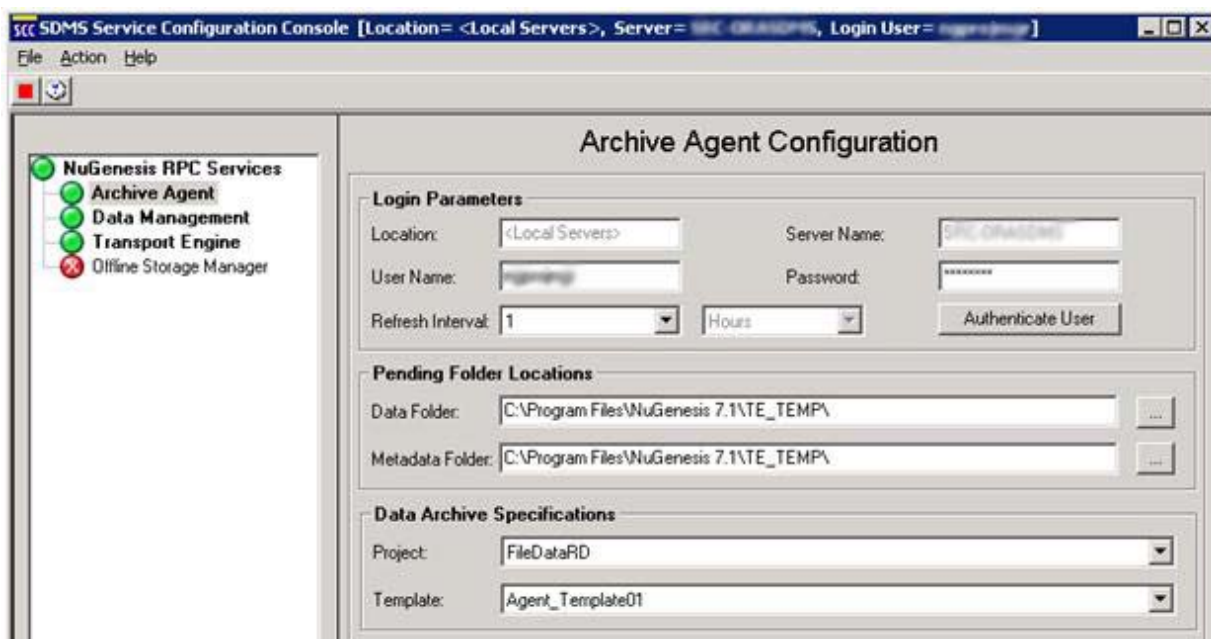 SCC SDMS Service Configuration Console [Location= <Local Servers>, Server= , Login User= ]
File Action Help
NuGenesis RPC Services
Archive Agent
Data Management
Transport Engine
Offline Storage Manager
Archive Agent Configuration
Login Parameters
Location: <Local Servers> Server Name:
User Name: Password: ********
Refresh Interval: 1 Hours Authenticate User
Pending Folder Locations
Data Folder: C:\Program Files\NuGenesis 7.1\TE_TEMP\ ...
Metadata Folder: C:\Program Files\NuGenesis 7.1\TE_TEMP\ ...
Data Archive Specifications
Project: FileDataRD
Template: Agent_Template01